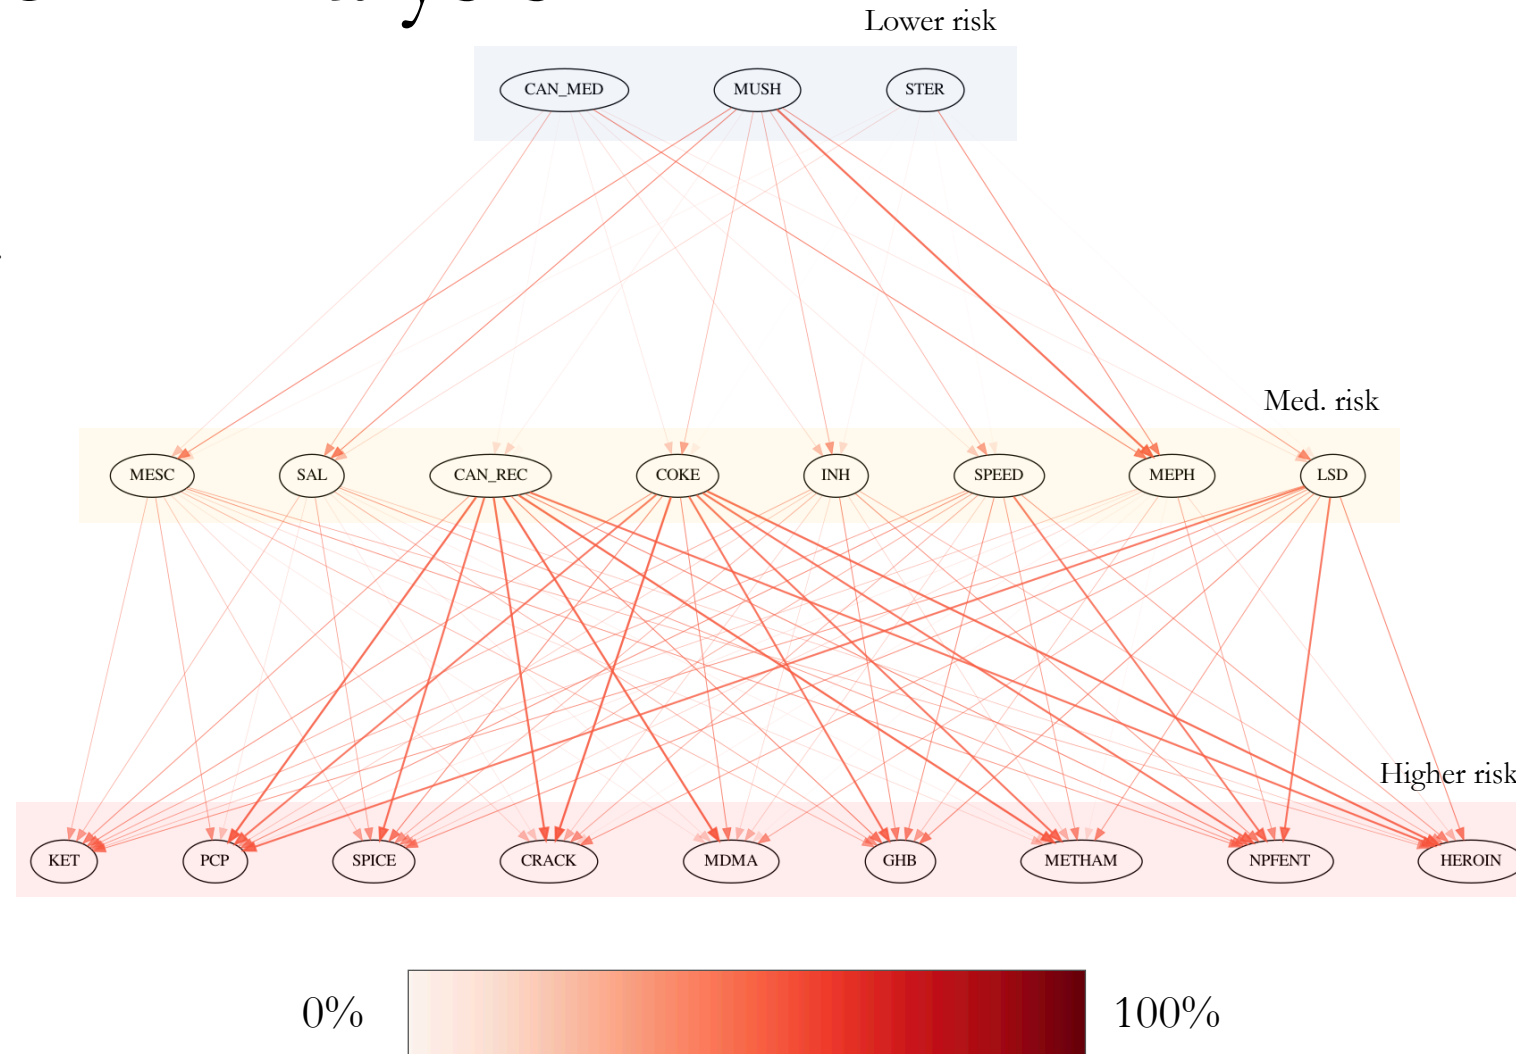 Lower risk
CAN_MED MUSH STER
Med. risk
MESC SAL CAN_REC COKE INH SPEED MEPH LSD
Higher risk
KET PCP SPICE CRACK MDMA GHB METHAM NPFENT HEROIN
0% 100%